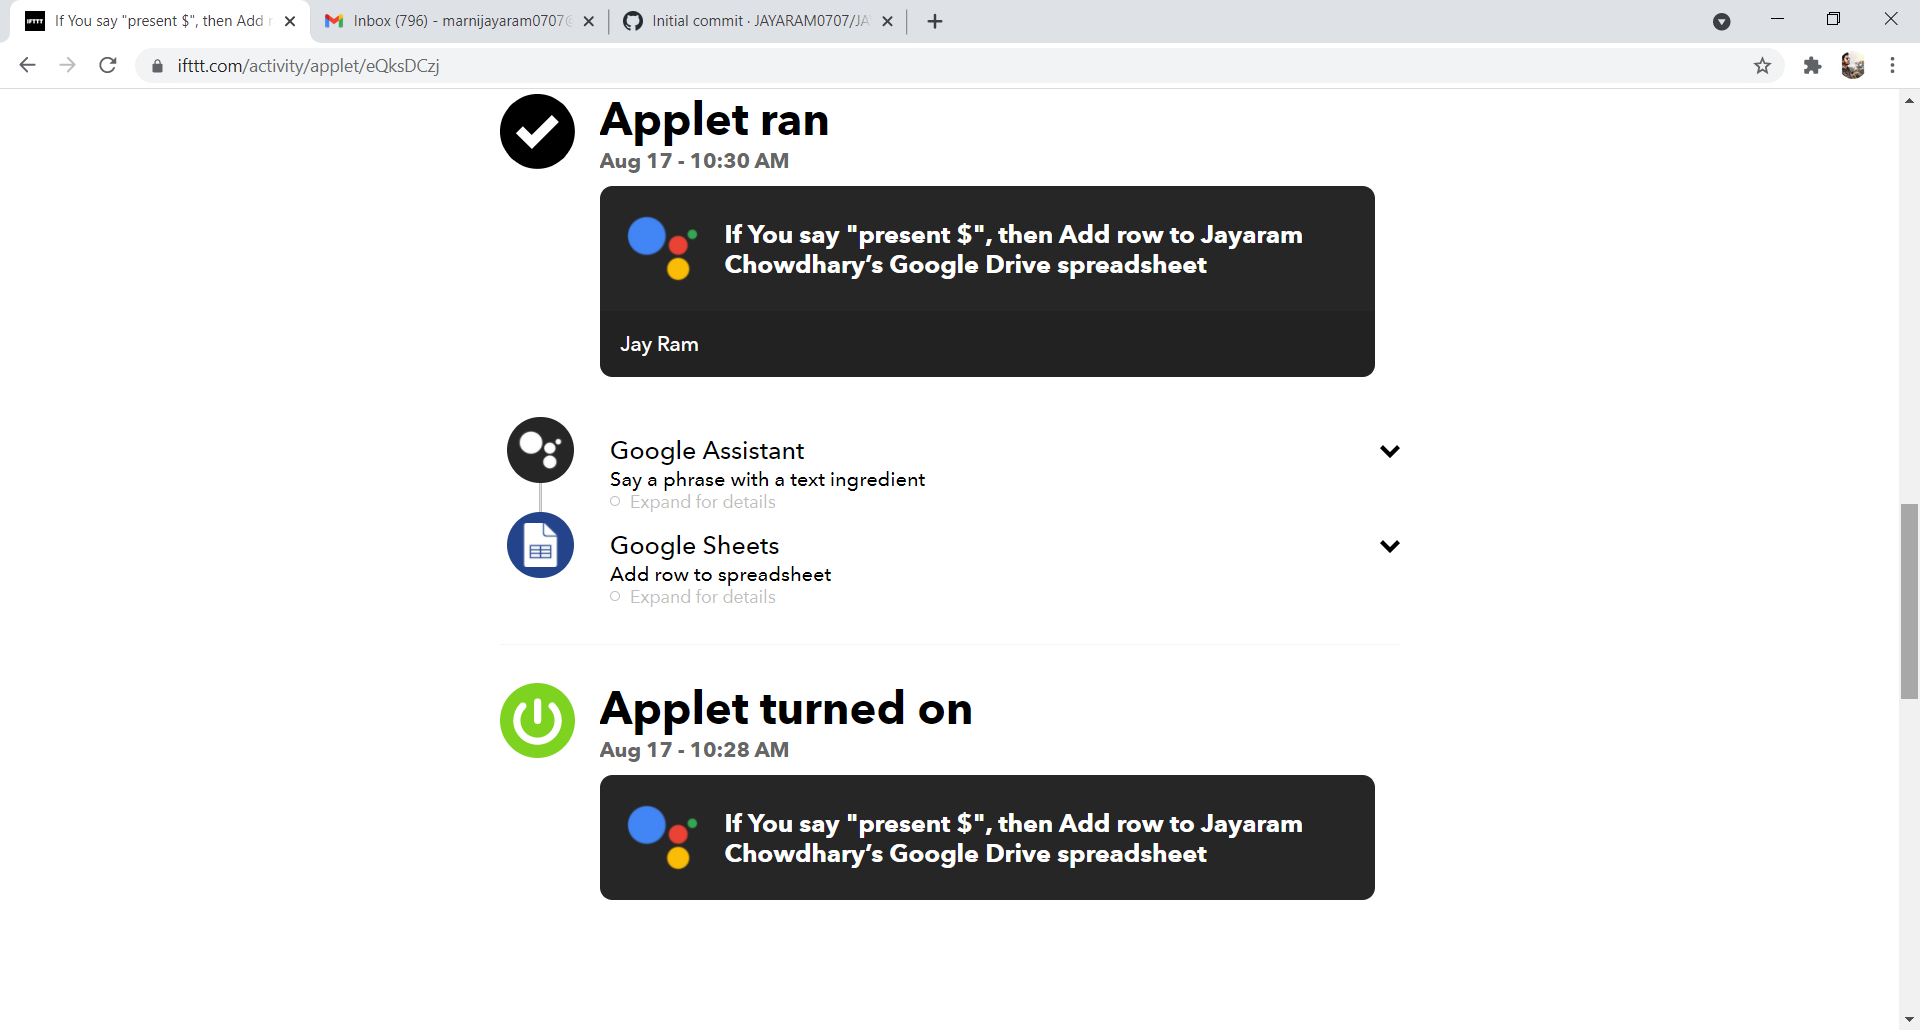 IFTTT If You say "present $", then Add r
Inbox (796) - marnijayaram0707@
Initial commit · JAYARAM0707/JA
ifttt.com/activity/applet/eQksDCzj
Applet ran
Aug 17 - 10:30 AM
If You say "present $", then Add row to Jayaram
Chowdhary’s Google Drive spreadsheet
Jay Ram
Google Assistant
Say a phrase with a text ingredient
Expand for details
Google Sheets
Add row to spreadsheet
Expand for details
Applet turned on
Aug 17 - 10:28 AM
If You say "present $", then Add row to Jayaram
Chowdhary’s Google Drive spreadsheet